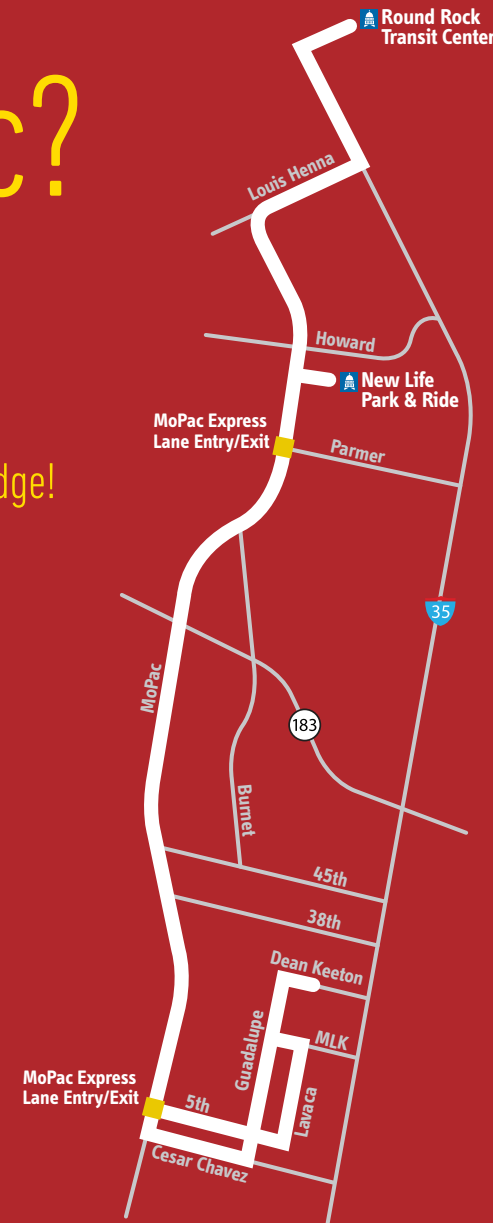 Round Rock
Transit Center
c?
Louis Henna
Howard
New Life
Park & Ride
MoPac Express
Lane Entry/Exit
Parmer
dge!
35
MoPac
183
Burnet
45th
38th
Dean Keeton
Guadalupe
MLK
MoPac Express
Lane Entry/Exit
5th
Lavaca
Cesar Chavez